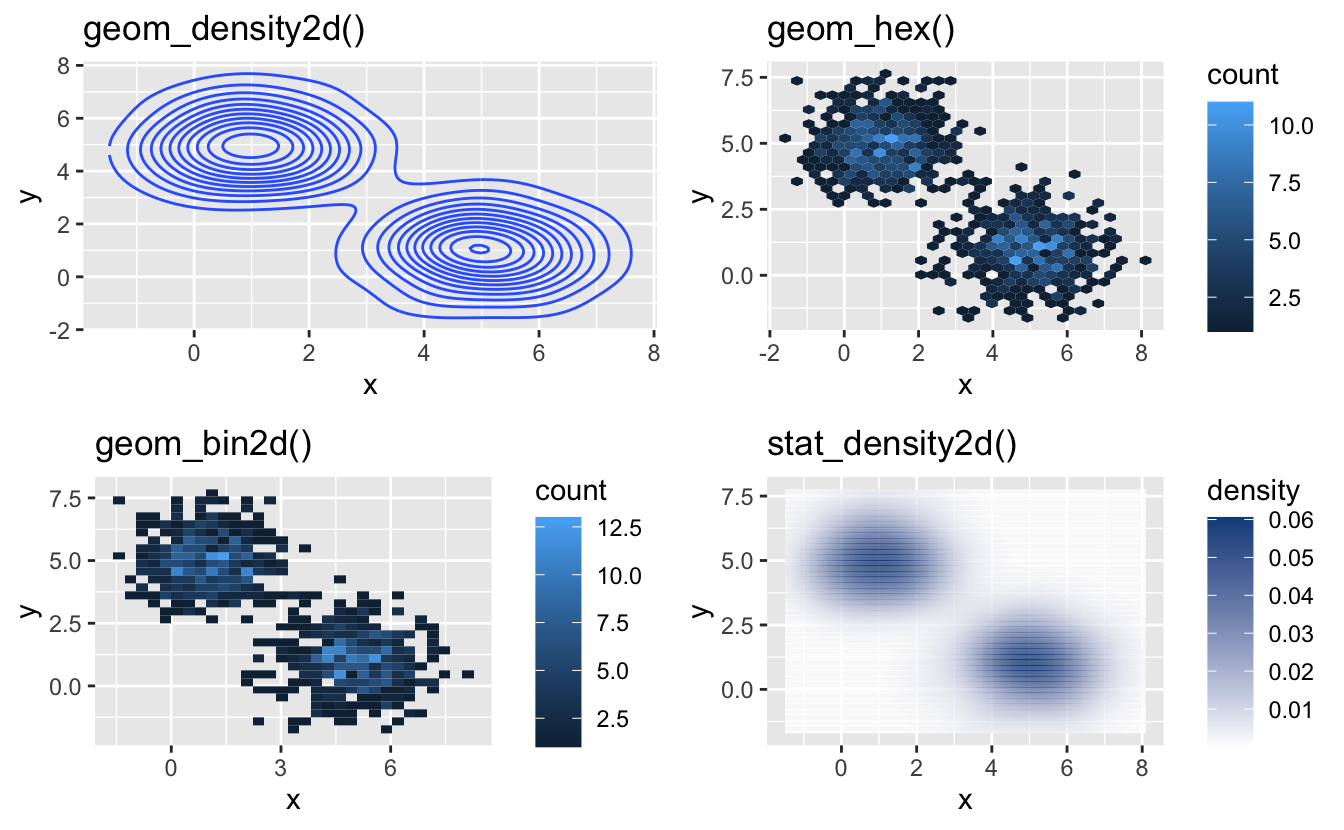 geom_density2d()
8
6
4
2
0
-2
y
0 2 4 6 8
x
geom_hex()
7.5
5.0
2.5
0.0
y
-2 0 2 4 6 8
x
count
10.0
7.5
5.0
2.5
geom_bin2d()
7.5
5.0
2.5
0.0
y
0 3 6
x
count
12.5
10.0
7.5
5.0
2.5
stat_density2d()
7.5
5.0
2.5
0.0
y
0 2 4 6 8
x
density
0.06
0.05
0.04
0.03
0.02
0.01